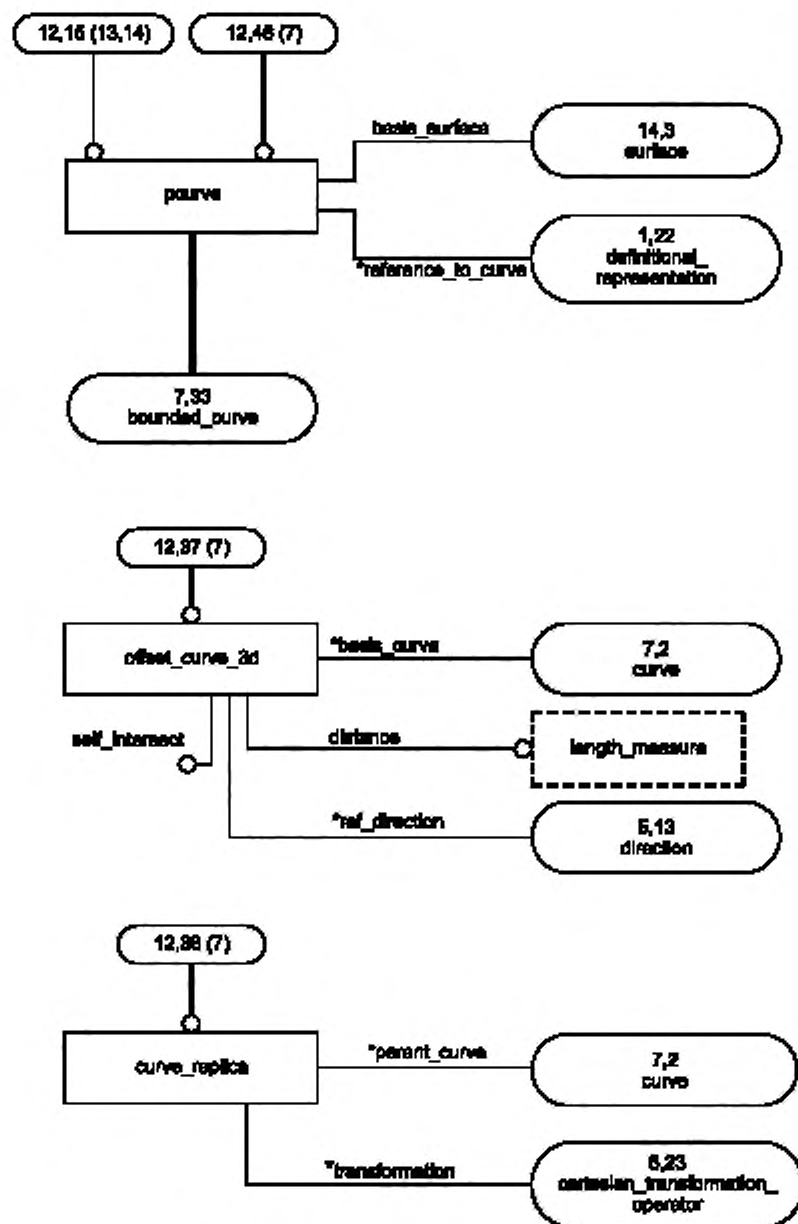 12,15 (13,14)
12,46 (7)
basis_surface
14,3
surface
pcurve
1,22
definitional_
representation
*reference_to_curve
7,33
bounded_curve
12,37 (7)
offset_curve_3d
*basis_curve
7,2
curve
self_intersect
distance
length_measure
*ref_direction
5,13
direction
12,38 (7)
curve_replica
*parent_curve
7,2
curve
*transformation
cartesian_transformation_
operator